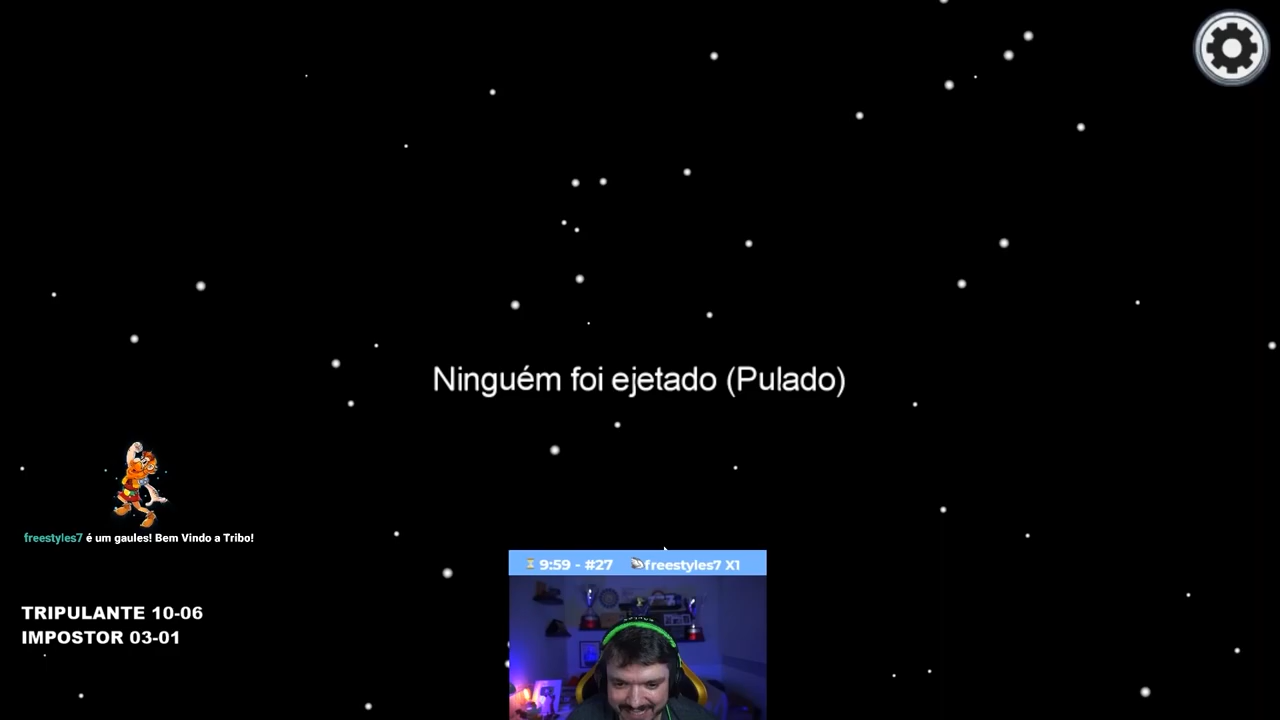 Ninguém foi ejetado (Pulado)
freestyles7 é um gaules! Bem Vindo a Tribo!
9:59 - #27 freestyles7 X1
TRIPULANTE 10-06
IMPOSTOR 03-01